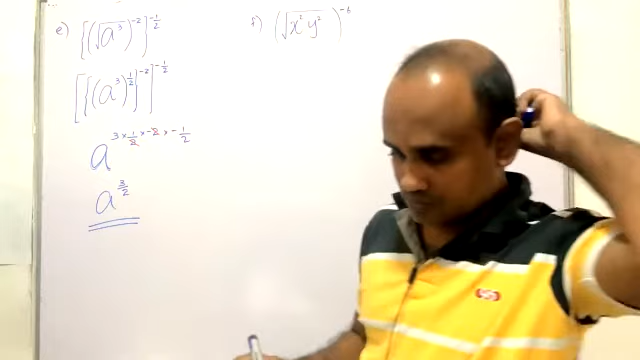 e) {(√a³)⁻²}^(-1/2)
[{(a³)^(1/2)}⁻²]^(-1/2)
a^(3 × 1/2 × -2 × -1/2)
a^(3/2)
f) (√x²y²)⁻⁶